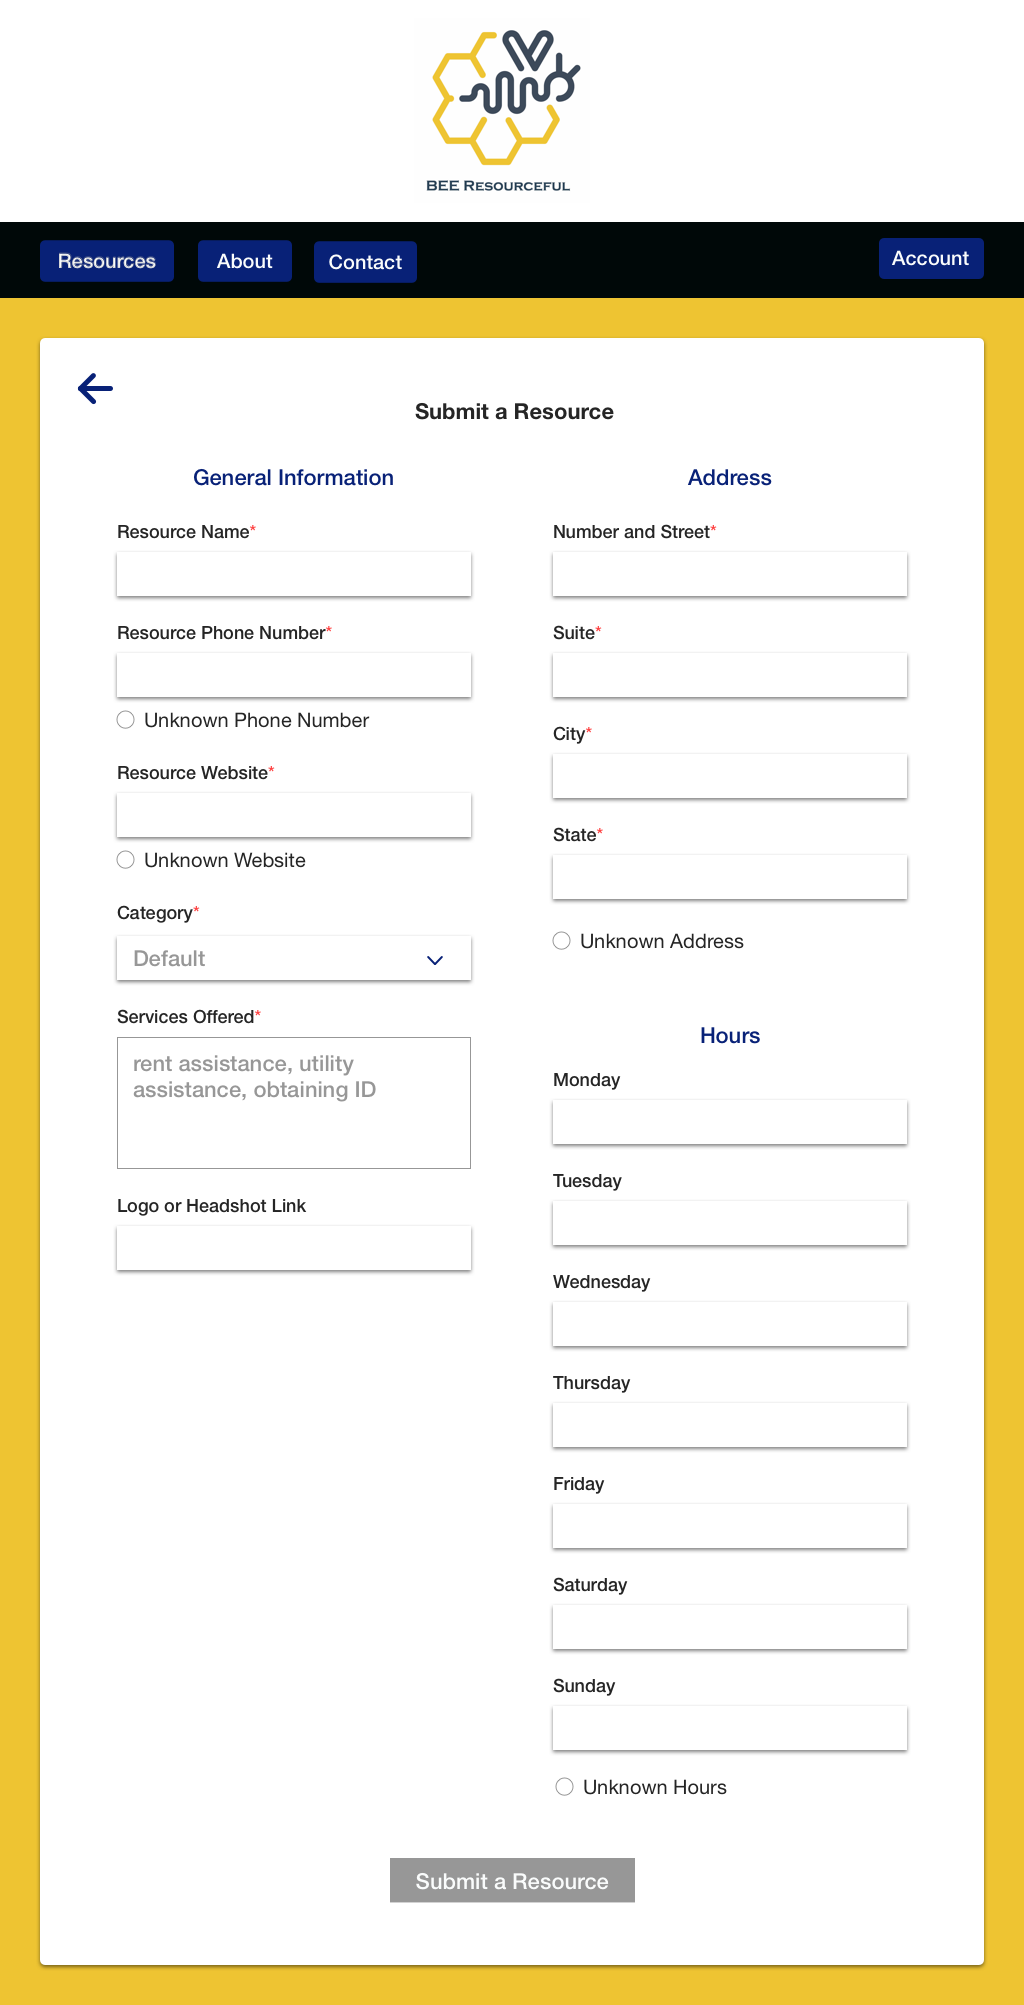 BEE RESOURCEFUL
Resources
About
Contact
Account
Submit a Resource
General Information
Resource Name*
Resource Phone Number*
Unknown Phone Number
Resource Website*
Unknown Website
Category*
Default
Services Offered*
rent assistance, utility
assistance, obtaining ID
Logo or Headshot Link
Address
Number and Street*
Suite*
City*
State*
Unknown Address
Hours
Monday
Tuesday
Wednesday
Thursday
Friday
Saturday
Sunday
Unknown Hours
Submit a Resource